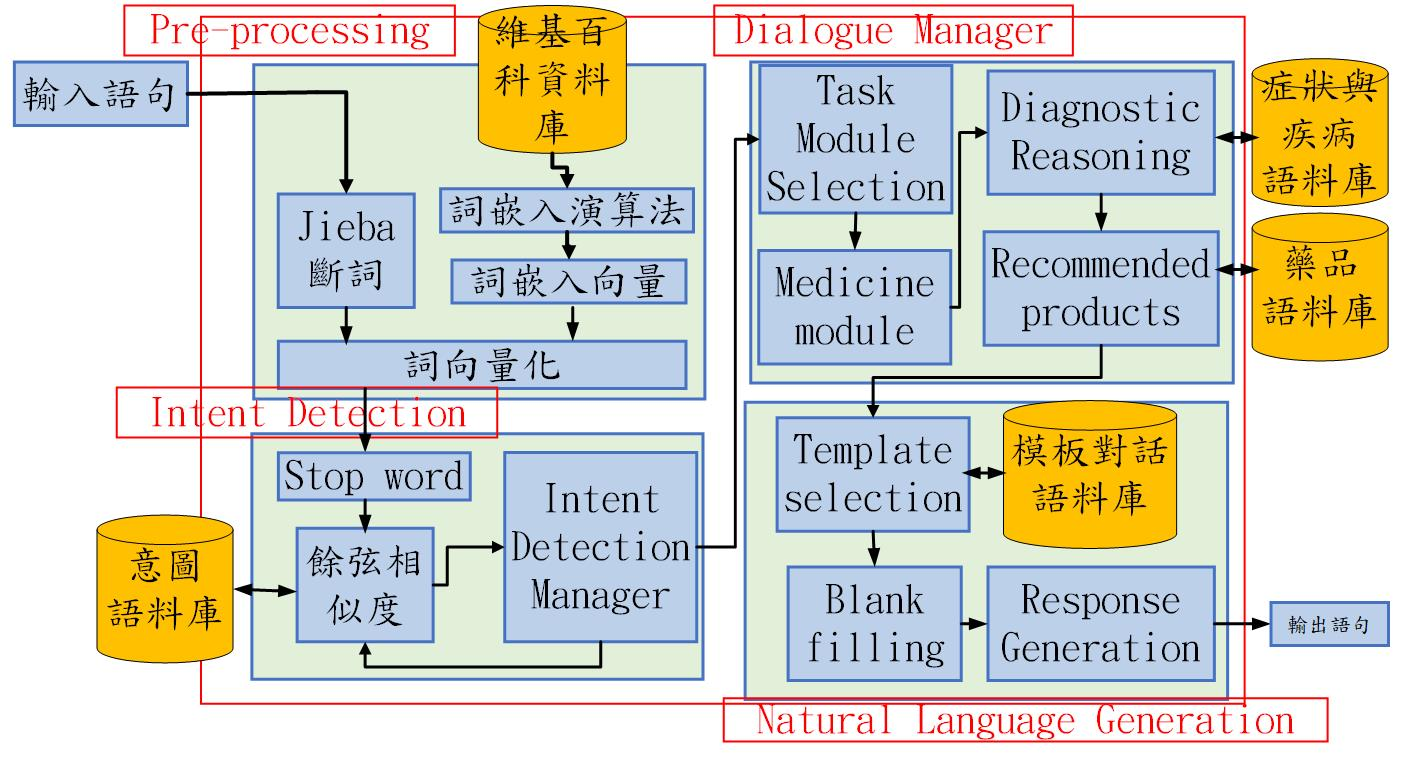 Pre-processing
輸入語句
維基百
科資料
庫
Jieba
斷詞
詞嵌入演算法
詞嵌入向量
詞向量化
Intent Detection
Stop word
餘弦相
似度
意圖
語料庫
Intent
Detection
Manager
Dialogue Manager
Task
Module
Selection
Medicine
module
Diagnostic
Reasoning
Recommended
products
症狀與
疾病
語料庫
藥品
語料庫
Template
selection
模板對話
語料庫
Blank
filling
Response
Generation
輸出語句
Natural Language Generation